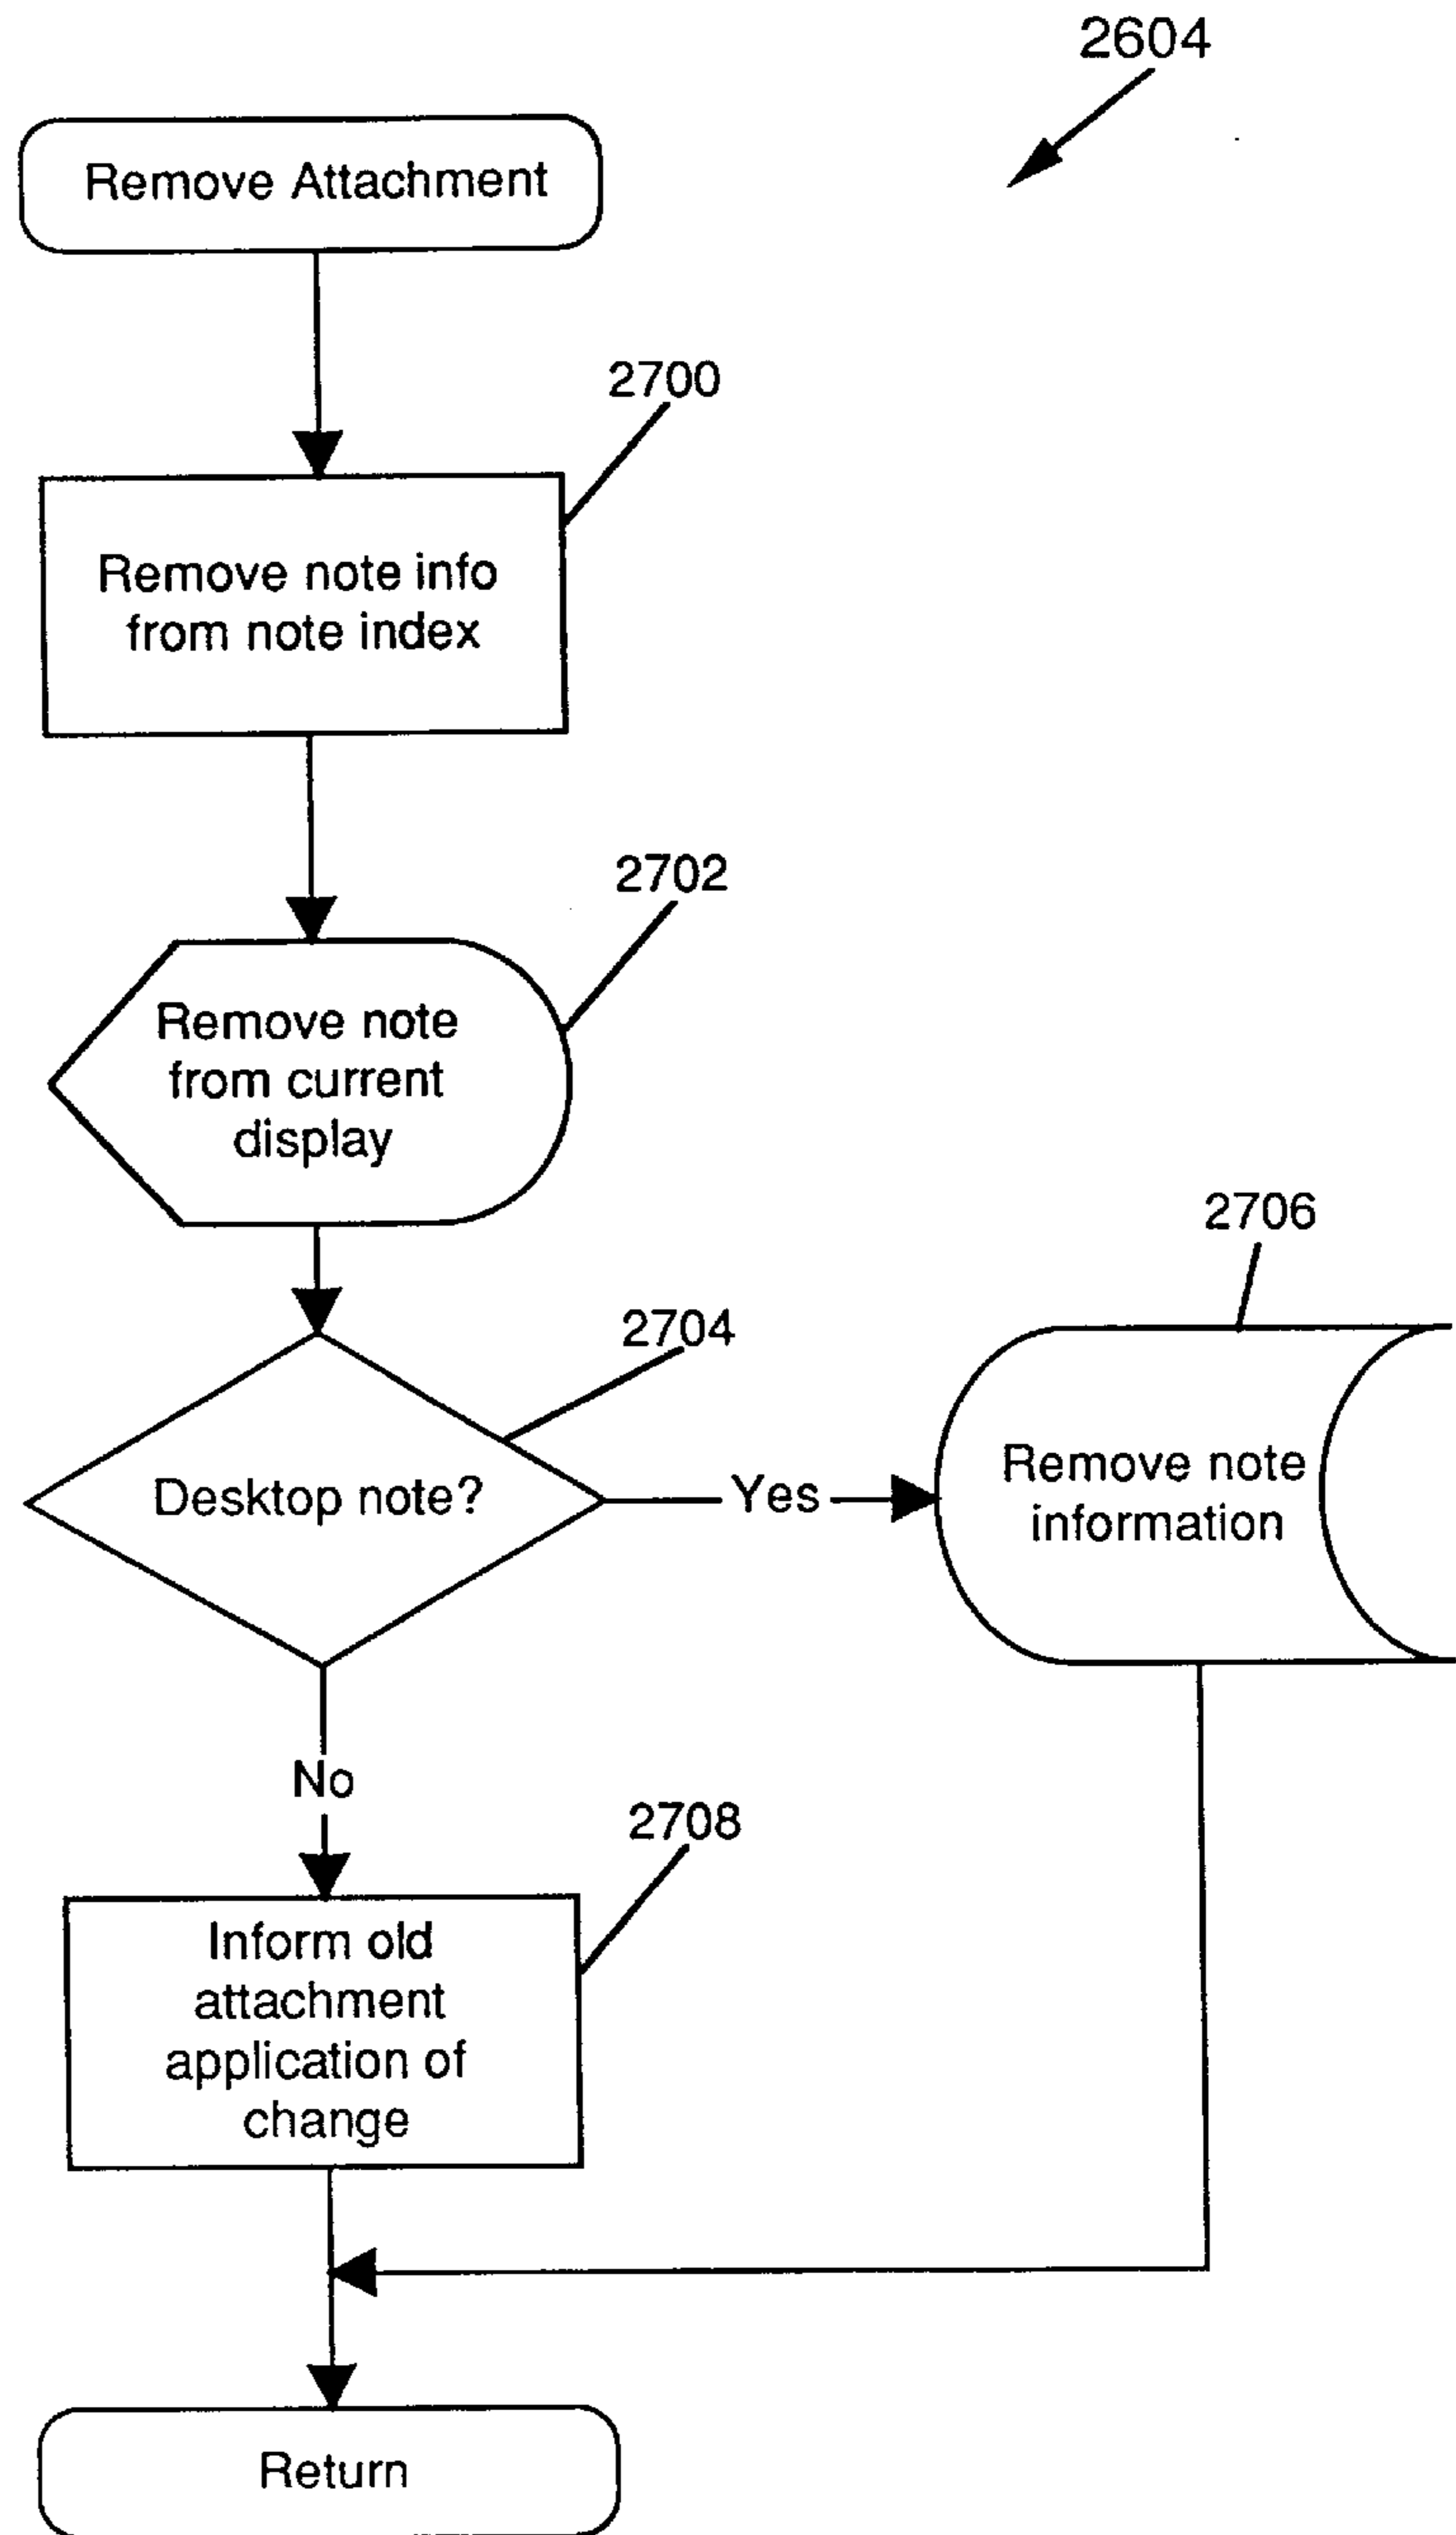 2604
Remove Attachment
2700
Remove note info
from note index
2702
Remove note
from current
display
2704
Desktop note?
Yes
2706
Remove note
information
No
2708
Inform old
attachment
application of
change
Return